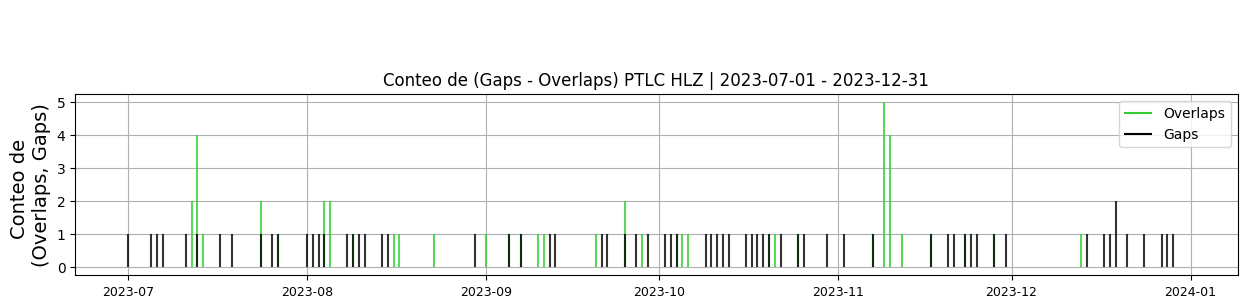 Conteo de (Gaps - Overlaps) PTLC HLZ | 2023-07-01 - 2023-12-31
Conteo de
(Overlaps, Gaps)
5
4
3
2
1
0
Overlaps
Gaps
2023-07
2023-08
2023-09
2023-10
2023-11
2023-12
2024-01